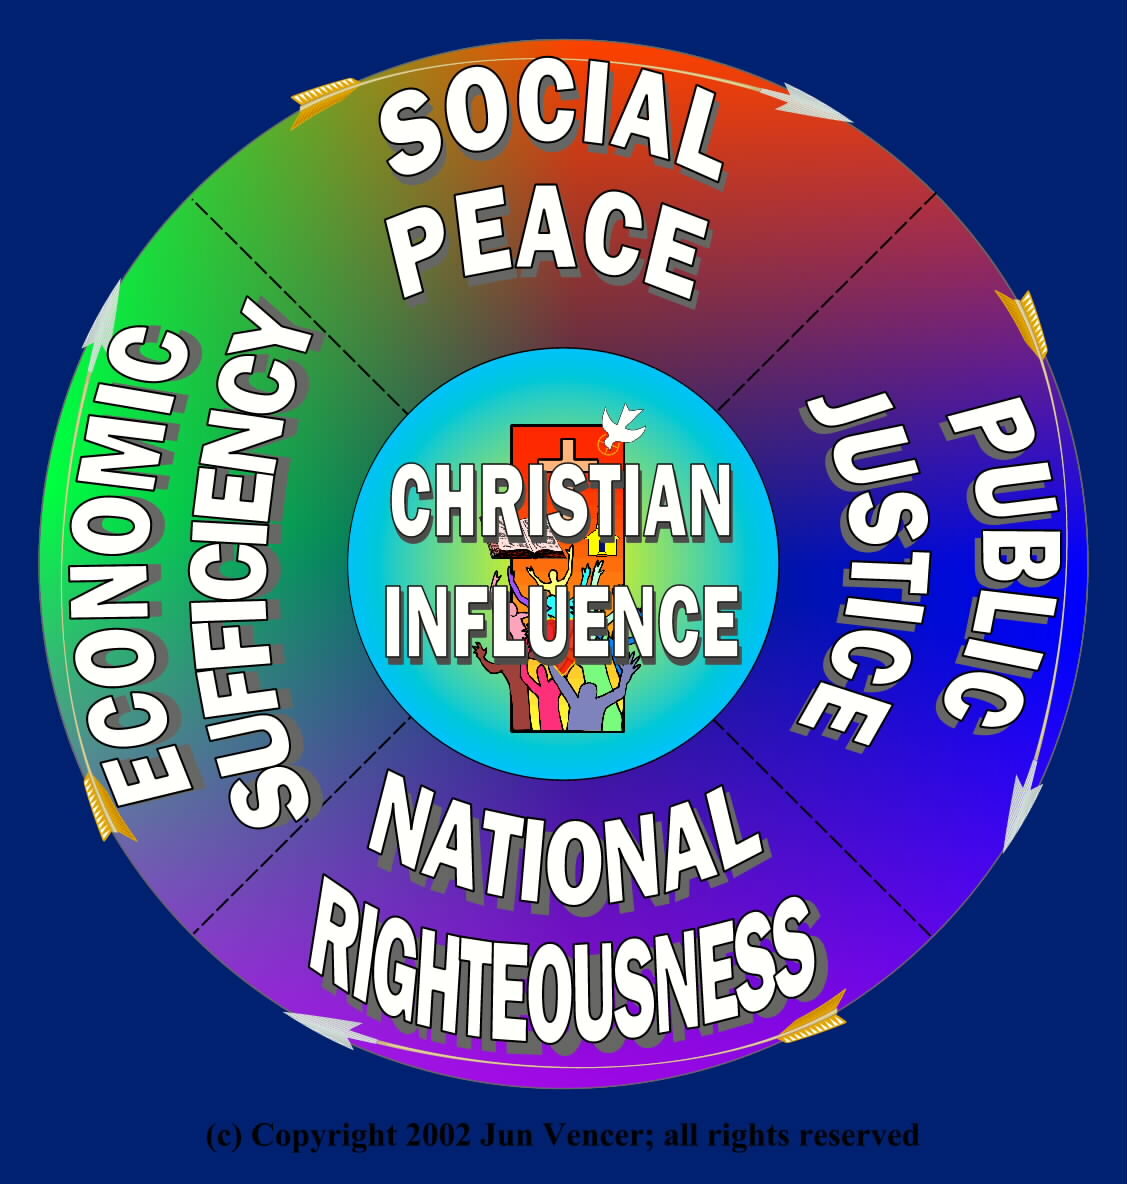 SOCIAL
PEACE
PUBLIC
JUSTICE
NATIONAL
RIGHTEOUSNESS
ECONOMIC
SUFFICIENCY
CHRISTIAN
INFLUENCE
(c) Copyright 2002 Jun Vencer; all rights reserved